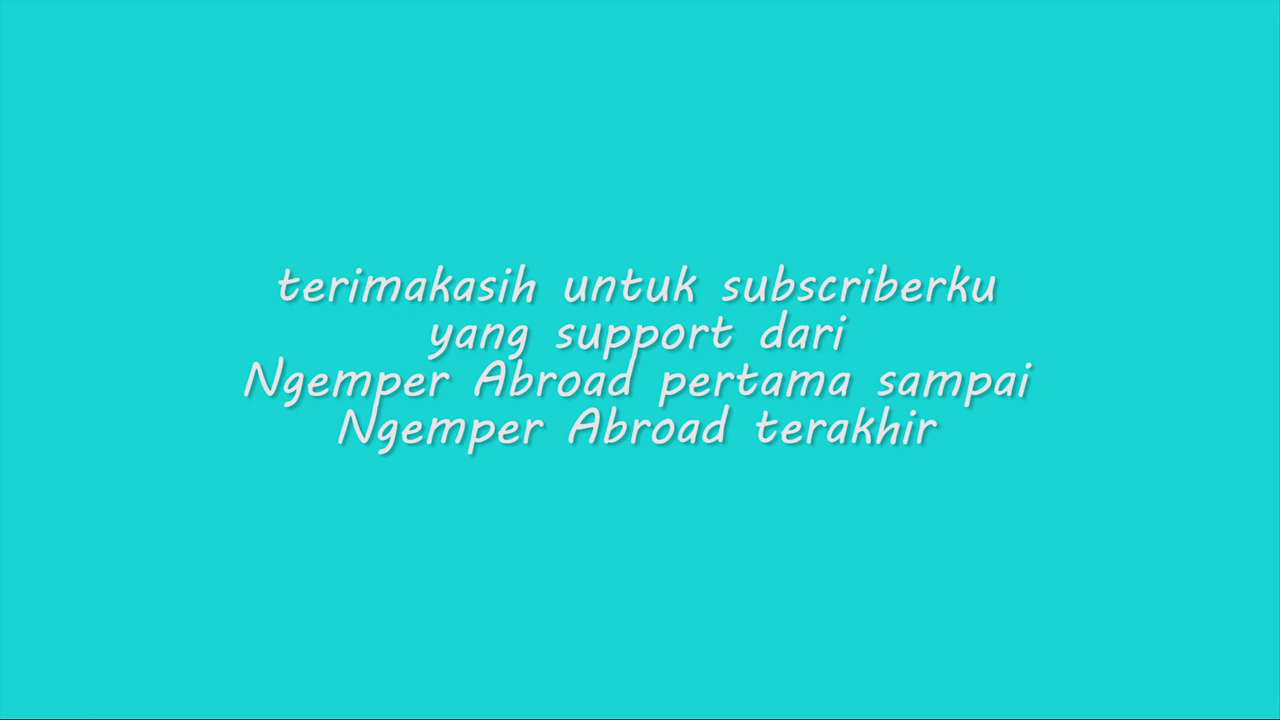 terimakasih untuk subscriberku
yang support dari
Ngemper Abroad pertama sampai
Ngemper Abroad terakhir